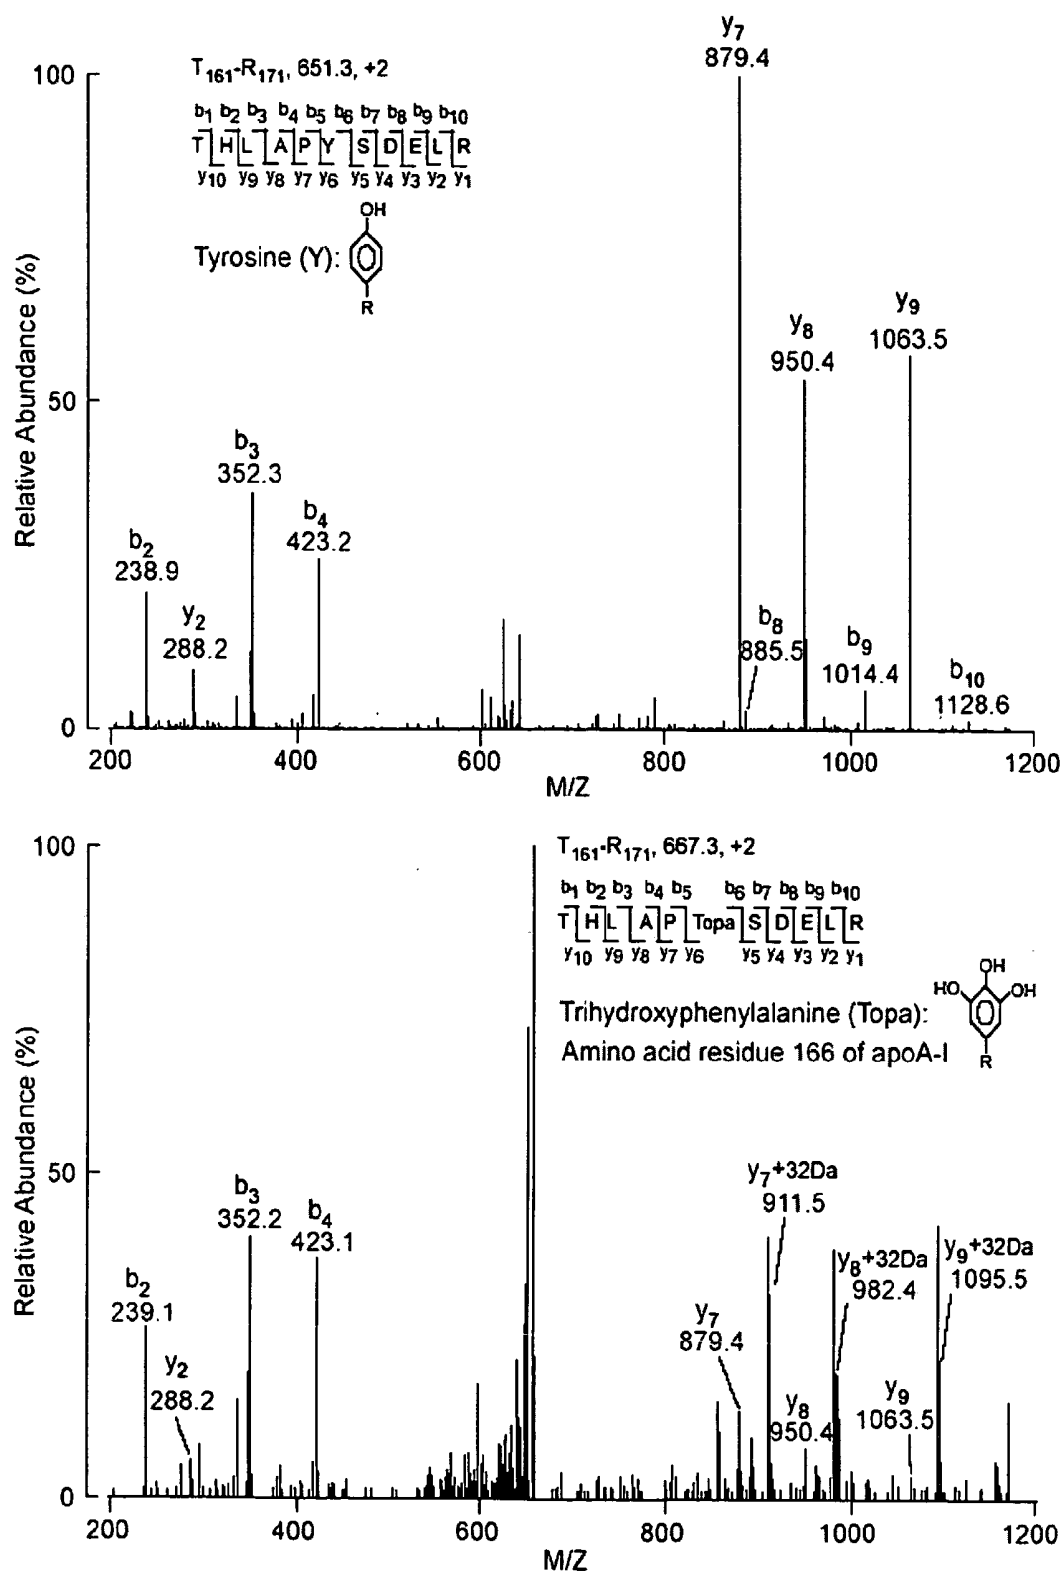 y7
879.4
T161-R171, 651.3, +2
b1 b2 b3 b4 b5 b6 b7 b8 b9 b10
T H L A P Y S D E L R
y10 y9 y8 y7 y6 y5 y4 y3 y2 y1
OH
Tyrosine (Y):
R
Relative Abundance (%)
100
50
0
y9
1063.5
y8
950.4
b3
352.3
b4
423.2
b2
238.9
y2
288.2
b8
885.5
b9
1014.4
b10
1128.6
200 400 600 800 1000 1200
M/Z
T161-R171, 667.3, +2
b1 b2 b3 b4 b5 b6 b7 b8 b9 b10
T H L A P Topa S D E L R
y10 y9 y8 y7 y6 y5 y4 y3 y2 y1
OH
HO OH
Trihydroxyphenylalanine (Topa):
Amino acid residue 166 of apoA-I
R
Relative Abundance (%)
100
50
0
y7+32Da
911.5
b3
352.2
b4
423.1
y8+32Da
982.4
y9+32Da
1095.5
b2
239.1
y2
288.2
y7
879.4
y8
950.4
y9
1063.5
200 400 600 800 1000 1200
M/Z